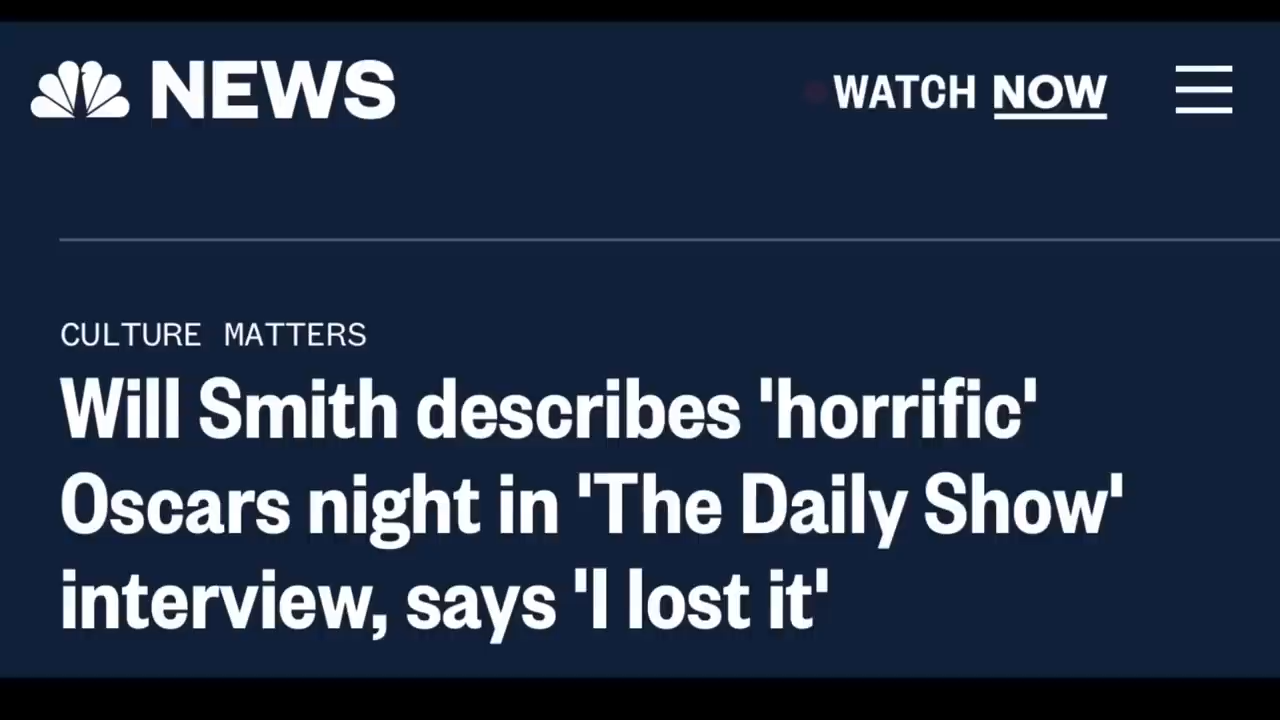 NEWS
WATCH NOW
CULTURE MATTERS
Will Smith describes 'horrific'
Oscars night in 'The Daily Show'
interview, says 'I lost it'